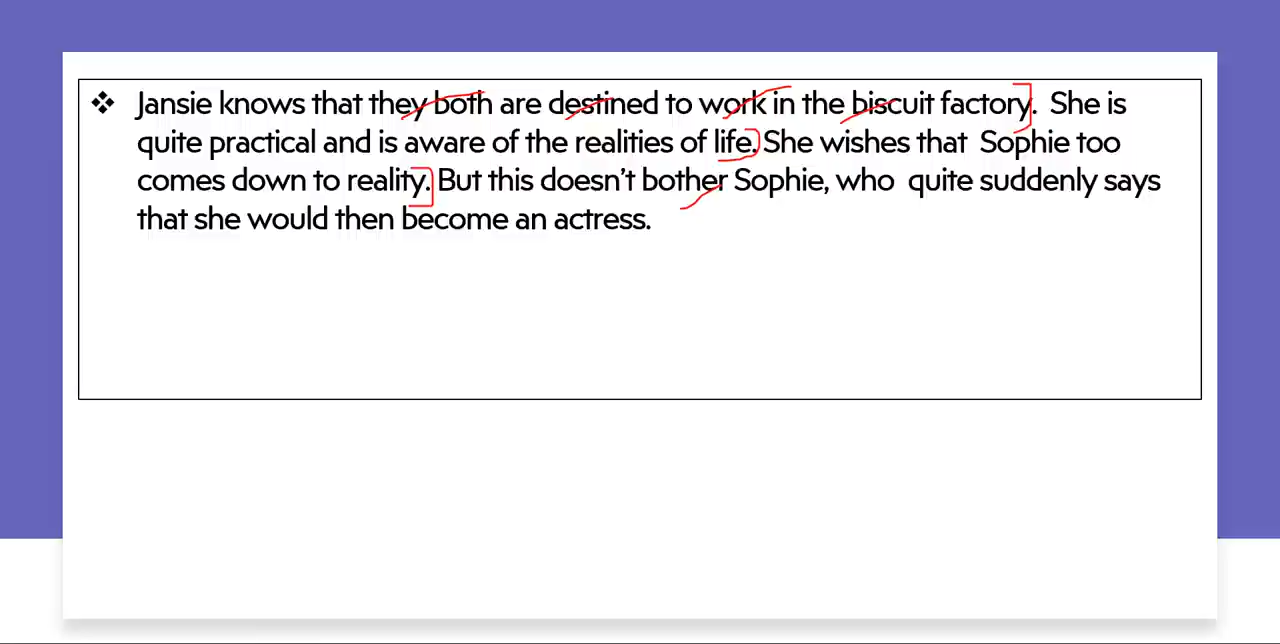 ❖ Jansie knows that they both are destined to work in the biscuit factory. She is
quite practical and is aware of the realities of life. She wishes that Sophie too
comes down to reality. But this doesn’t bother Sophie, who quite suddenly says
that she would then become an actress.